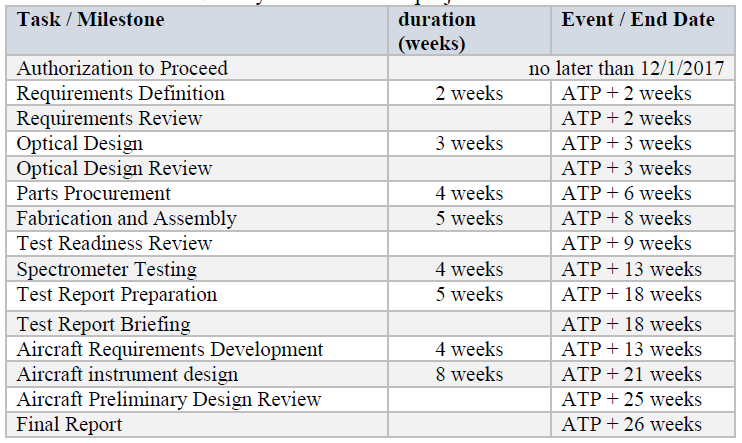 Task / Milestone duration (weeks) Event / End Date
Authorization to Proceed no later than 12/1/2017
Requirements Definition 2 weeks ATP + 2 weeks
Requirements Review ATP + 2 weeks
Optical Design 3 weeks ATP + 3 weeks
Optical Design Review ATP + 3 weeks
Parts Procurement 4 weeks ATP + 6 weeks
Fabrication and Assembly 5 weeks ATP + 8 weeks
Test Readiness Review ATP + 9 weeks
Spectrometer Testing 4 weeks ATP + 13 weeks
Test Report Preparation 5 weeks ATP + 18 weeks
Test Report Briefing ATP + 18 weeks
Aircraft Requirements Development 4 weeks ATP + 13 weeks
Aircraft instrument design 8 weeks ATP + 21 weeks
Aircraft Preliminary Design Review ATP + 25 weeks
Final Report ATP + 26 weeks